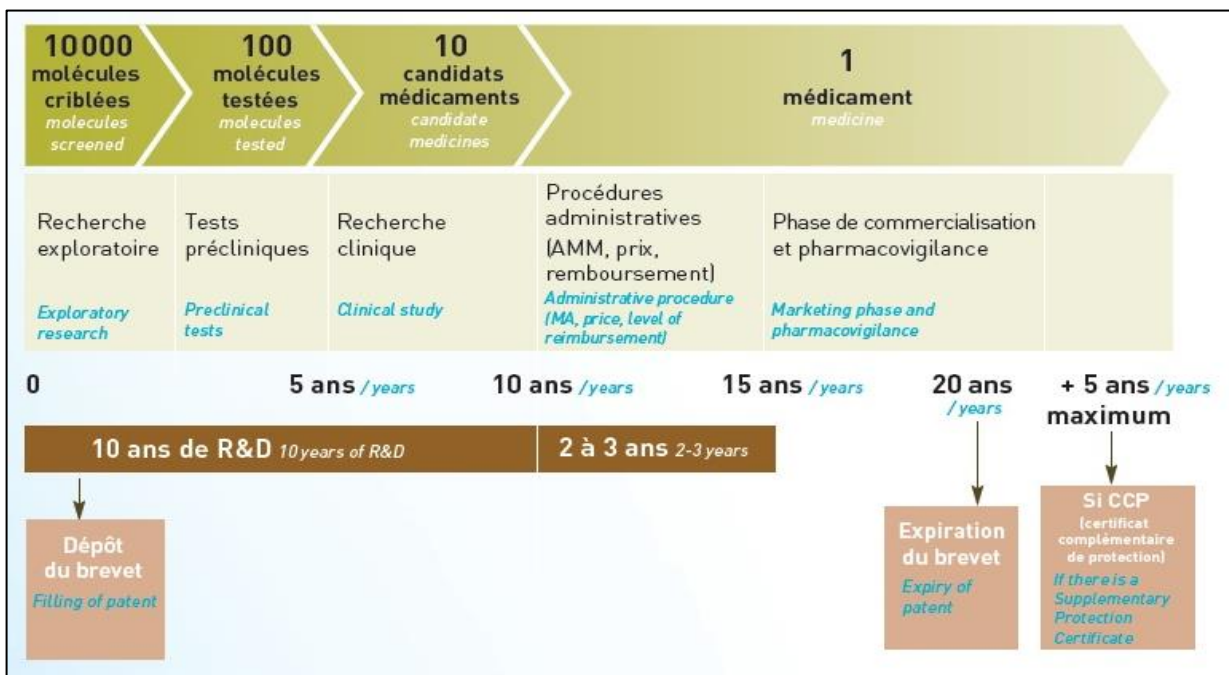 10 000
molécules
criblées
molecules
screened
100
molécules
testées
molecules
tested
10
candidats
médicaments
candidate
medicines
1
médicament
medicine
Recherche
exploratoire
Exploratory
research
Tests
précliniques
Preclinical
tests
Recherche
clinique
Clinical study
Procédures
administratives
(AMM, prix,
remboursement)
Administrative procedure
(MA, price, level of
reimbursement)
Phase de commercialisation
et pharmacovigilance
Marketing phase and
pharmacovigilance
0
5 ans / years
10 ans / years
15 ans / years
20 ans
/ years
+ 5 ans / years
maximum
10 ans de R&D 10 years of R&D
2 à 3 ans 2-3 years
Dépôt
du brevet
Filling of patent
Expiration
du brevet
Expiry of
patent
Si CCP
(certificat
complémentaire
de protection)
If there is a
Supplementary
Protection
Certificate